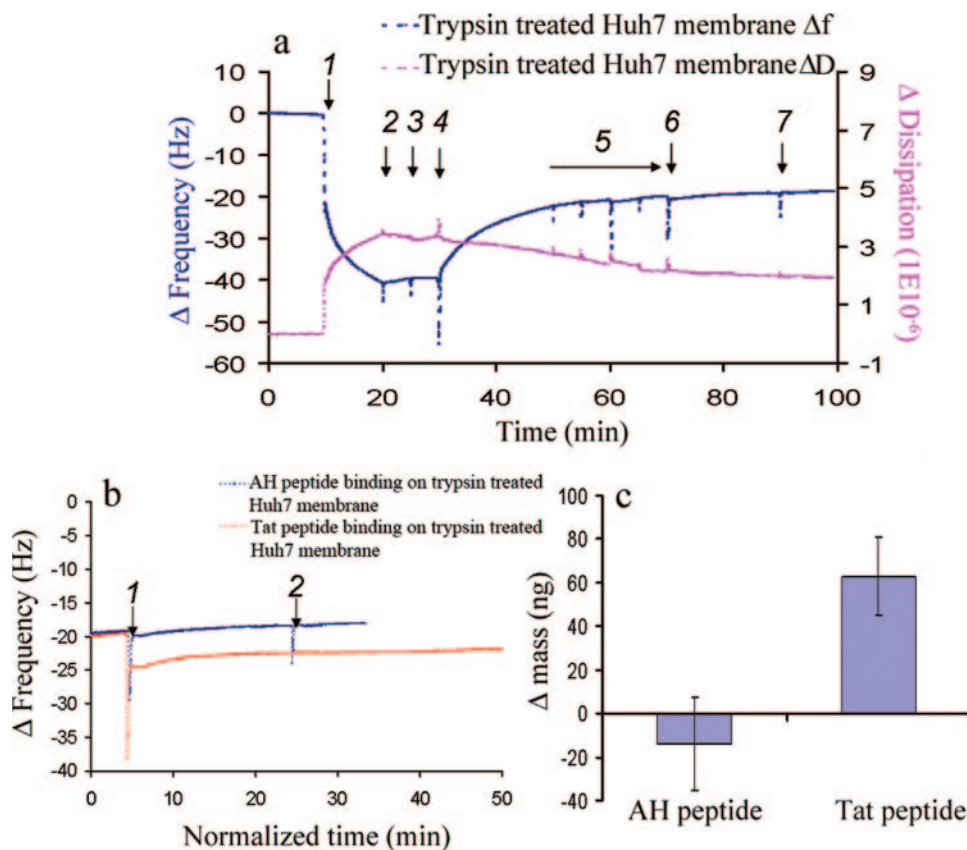 a
Trypsin treated Huh7 membrane Δf
Trypsin treated Huh7 membrane ΔD
10
0
-10
-20
-30
-40
-50
-60
Δ Frequency (Hz)
1
2 3 4
5
6
7
9
7
5
3
1
-1
Δ Dissipation (1E10-6)
0 20 40 60 80 100
Time (min)
b
AH peptide binding on trypsin treated
Huh7 membrane
Tat peptide binding on trypsin treated
Huh7 membrane
0
-5
-10
-15
-20
-25
-30
-35
-40
Δ Frequency (Hz)
1
2
0 10 20 30 40 50
Normalized time (min)
c
100
80
60
40
20
0
-20
-40
Δ mass (ng)
AH peptide Tat peptide